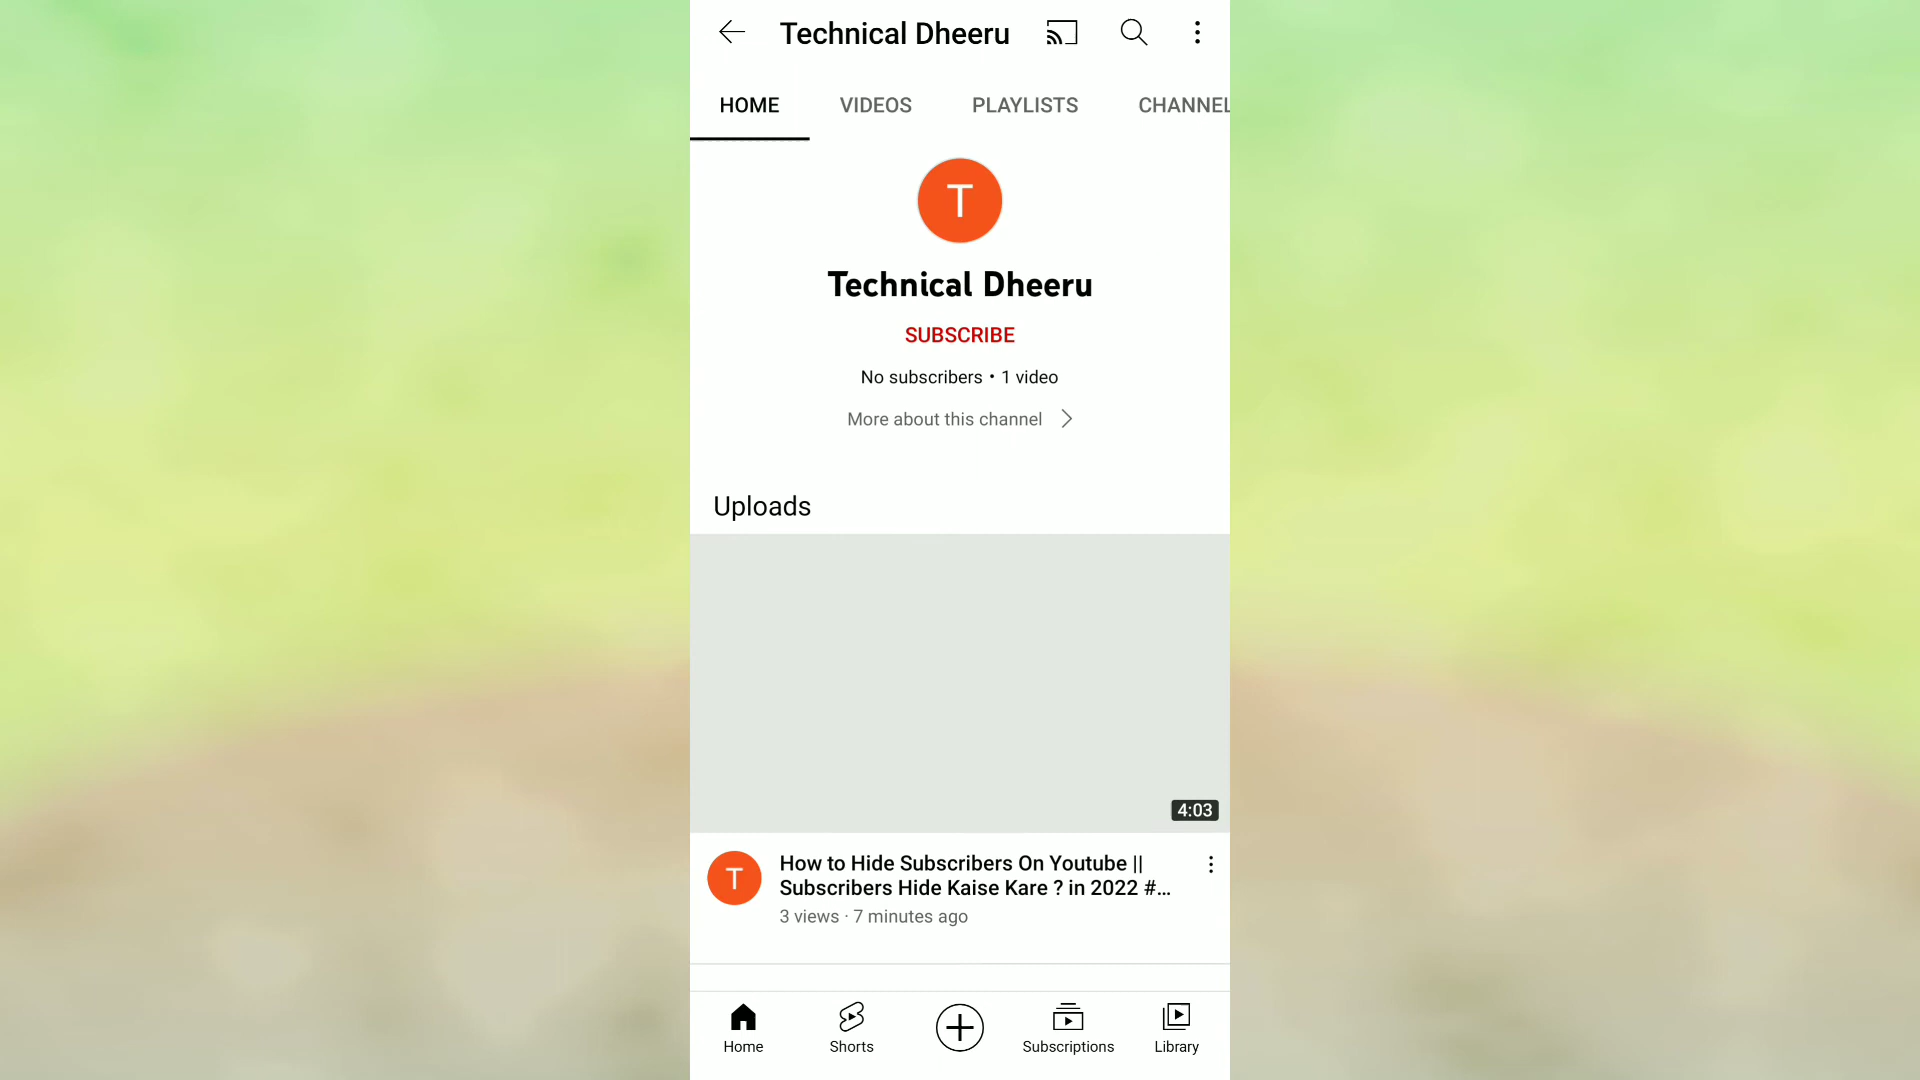 Technical Dheeru
HOME VIDEOS PLAYLISTS CHANNEL
T
Technical Dheeru
SUBSCRIBE
No subscribers • 1 video
More about this channel
Uploads
4:03
T
How to Hide Subscribers On Youtube ||
Subscribers Hide Kaise Kare ? in 2022 #...
3 views · 7 minutes ago
Home Shorts Subscriptions Library